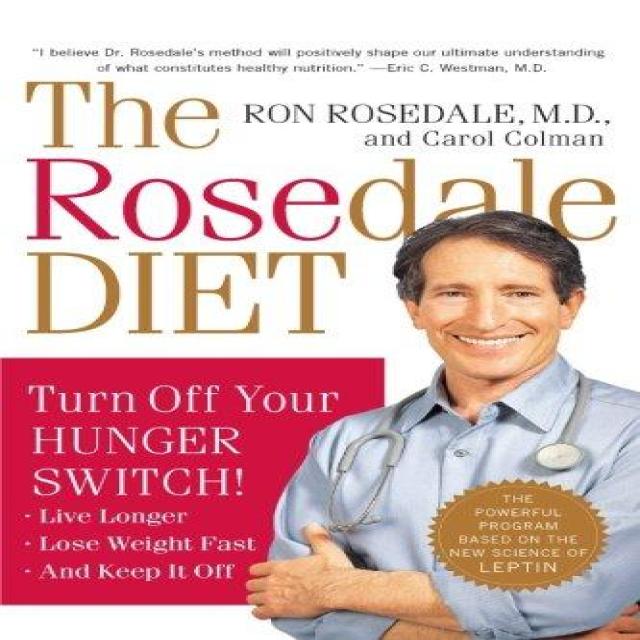 "I believe Dr. Rosedale's method will positively shape our ultimate understanding
of what constitutes healthy nutrition." —Eric C. Westman, M.D.
The
RON ROSEDALE, M.D.,
and Carol Colman
Rosedale
DIET
Turn Off Your
HUNGER
SWITCH!
· Live Longer
· Lose Weight Fast
· And Keep It Off
THE
POWERFUL
PROGRAM
BASED ON THE
NEW SCIENCE OF
LEPTIN